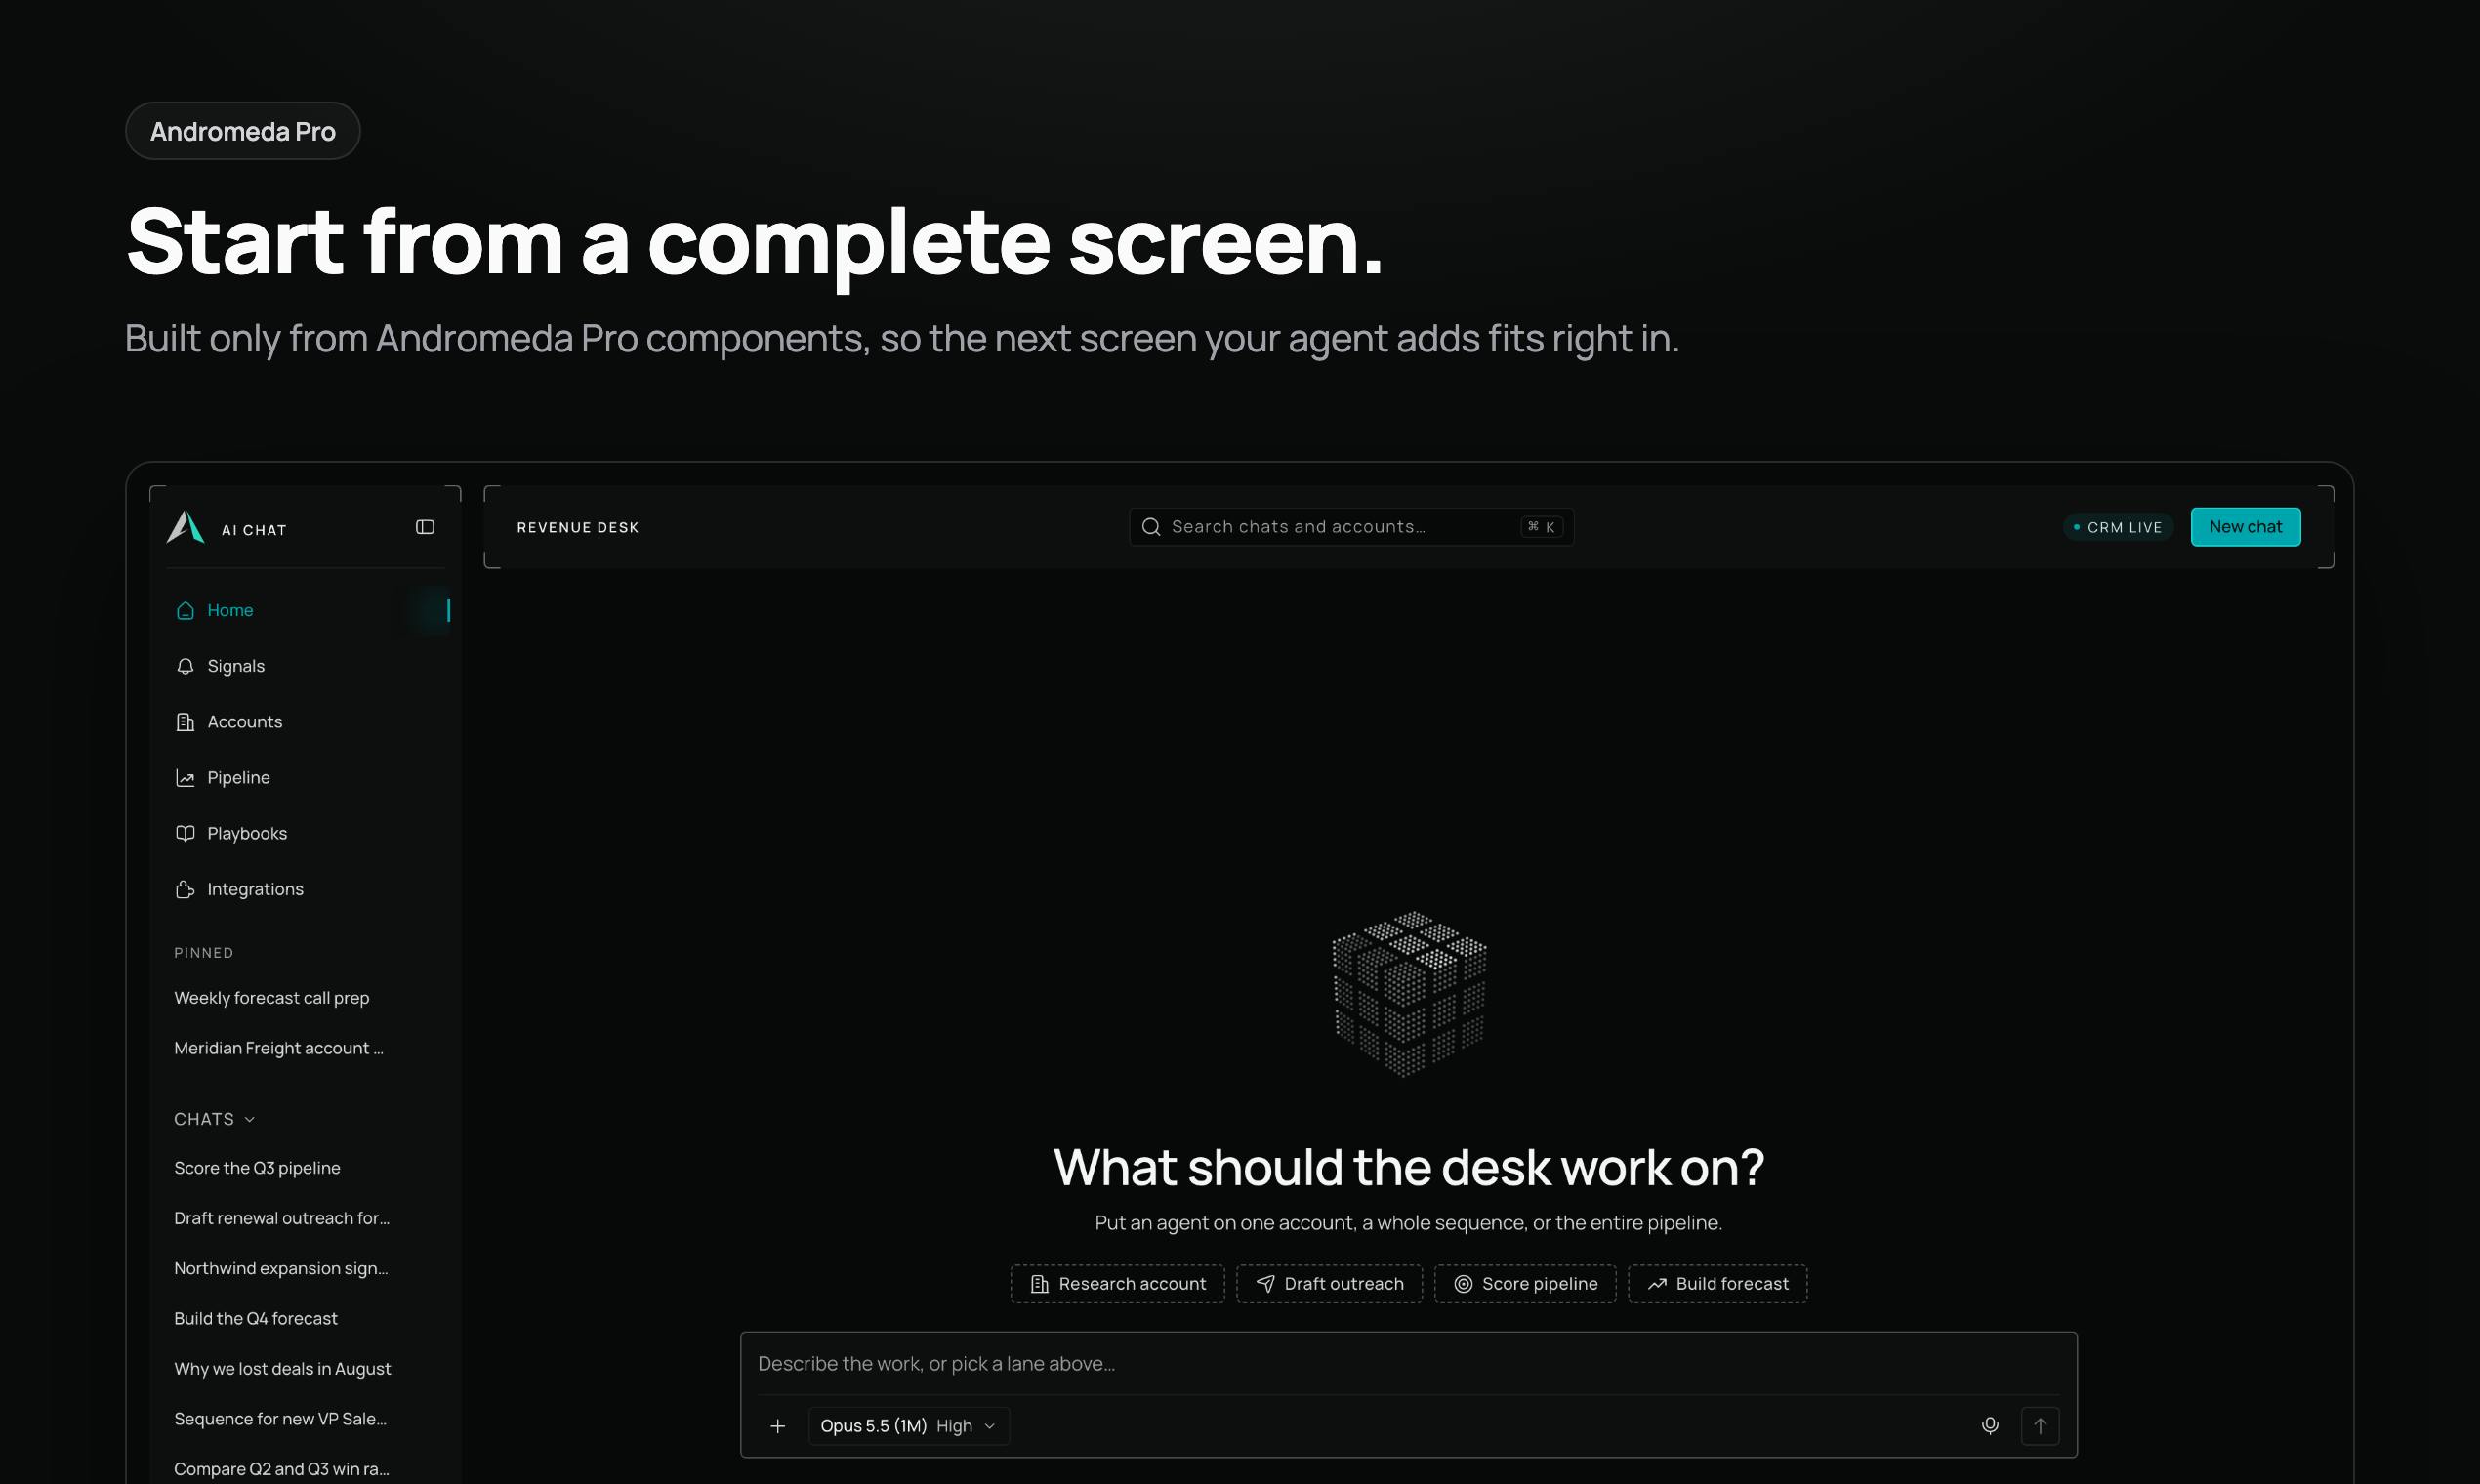 Andromeda Pro
Start from a complete screen.
Built only from Andromeda Pro components, so the next screen your agent adds fits right in.
AI CHAT
REVENUE DESK
Search chats and accounts…
⌘ K
CRM LIVE
New chat
Home
Signals
Accounts
Pipeline
Playbooks
Integrations
PINNED
Weekly forecast call prep
Meridian Freight account ...
CHATS
Score the Q3 pipeline
Draft renewal outreach for...
Northwind expansion sign...
Build the Q4 forecast
Why we lost deals in August
Sequence for new VP Sale...
Compare Q2 and Q3 win ra...
What should the desk work on?
Put an agent on one account, a whole sequence, or the entire pipeline.
Research account
Draft outreach
Score pipeline
Build forecast
Describe the work, or pick a lane above…
Opus 5.5 (1M) High